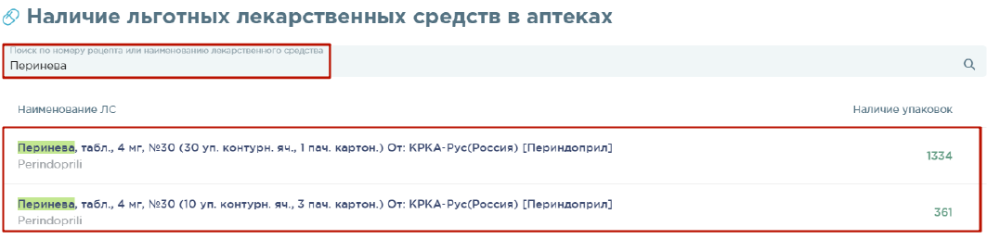 Наличие льготных лекарственных средств в аптеках
Поиск по номеру рецепта или наименованию лекарственного средства
Перинева
Наименование ЛС Наличие упаковок
Перинева, табл., 4 мг, №30 (30 уп. контурн. яч., 1 пач. картон.) От: КРКА-Рус(Россия) [Периндоприл]
Perindoprili
1334
Перинева, табл., 4 мг, №30 (10 уп. контурн. яч., 3 пач. картон.) От: КРКА-Рус(Россия) [Периндоприл]
Perindoprili
361